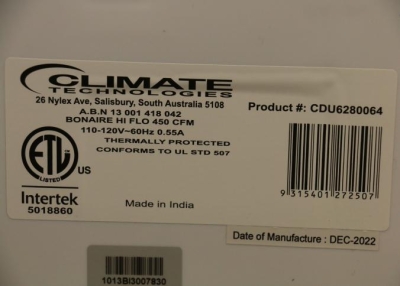 CLIMATE
TECHNOLOGIES
26 Nylex Ave, Salisbury, South Australia 5108
A.B.N 13 001 418 042
BONAIRE HI FLO 450 CFM
110-120V~60Hz 0.55A
THERMALLY PROTECTED
CONFORMS TO UL STD 507
Product #: CDU6280064
ETL
LISTED
US
Intertek
5018860
Made in India
9 315401 272507
Date of Manufacture : DEC-2022
1013BI3007830